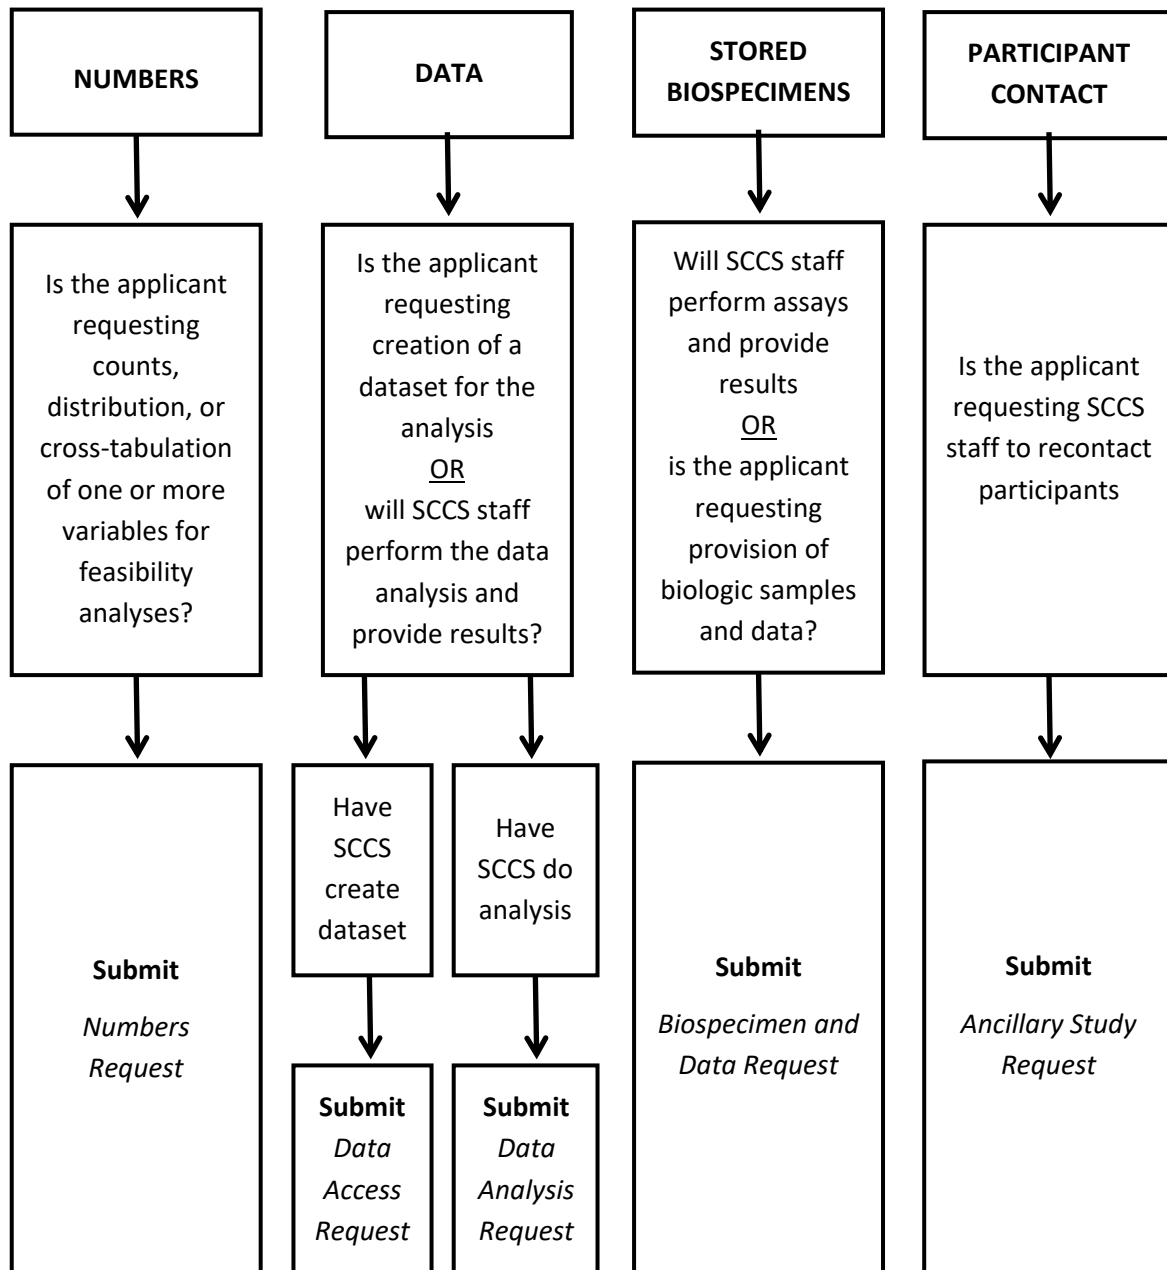 NUMBERS
Is the applicant
requesting
counts,
distribution, or
cross-tabulation
of one or more
variables for
feasibility
analyses?
Submit
Numbers
Request
DATA
Is the applicant
requesting
creation of a
dataset for the
analysis
OR
will SCCS staff
perform the data
analysis and
provide results?
Have
SCCS
create
dataset
Submit
Data
Access
Request
Have
SCCS do
analysis
Submit
Data
Analysis
Request
STORED
BIOSPECIMENS
Will SCCS staff
perform assays
and provide
results
OR
is the applicant
requesting
provision of
biologic samples
and data?
Submit
Biospecimen and
Data Request
PARTICIPANT
CONTACT
Is the applicant
requesting SCCS
staff to recontact
participants
Submit
Ancillary Study
Request